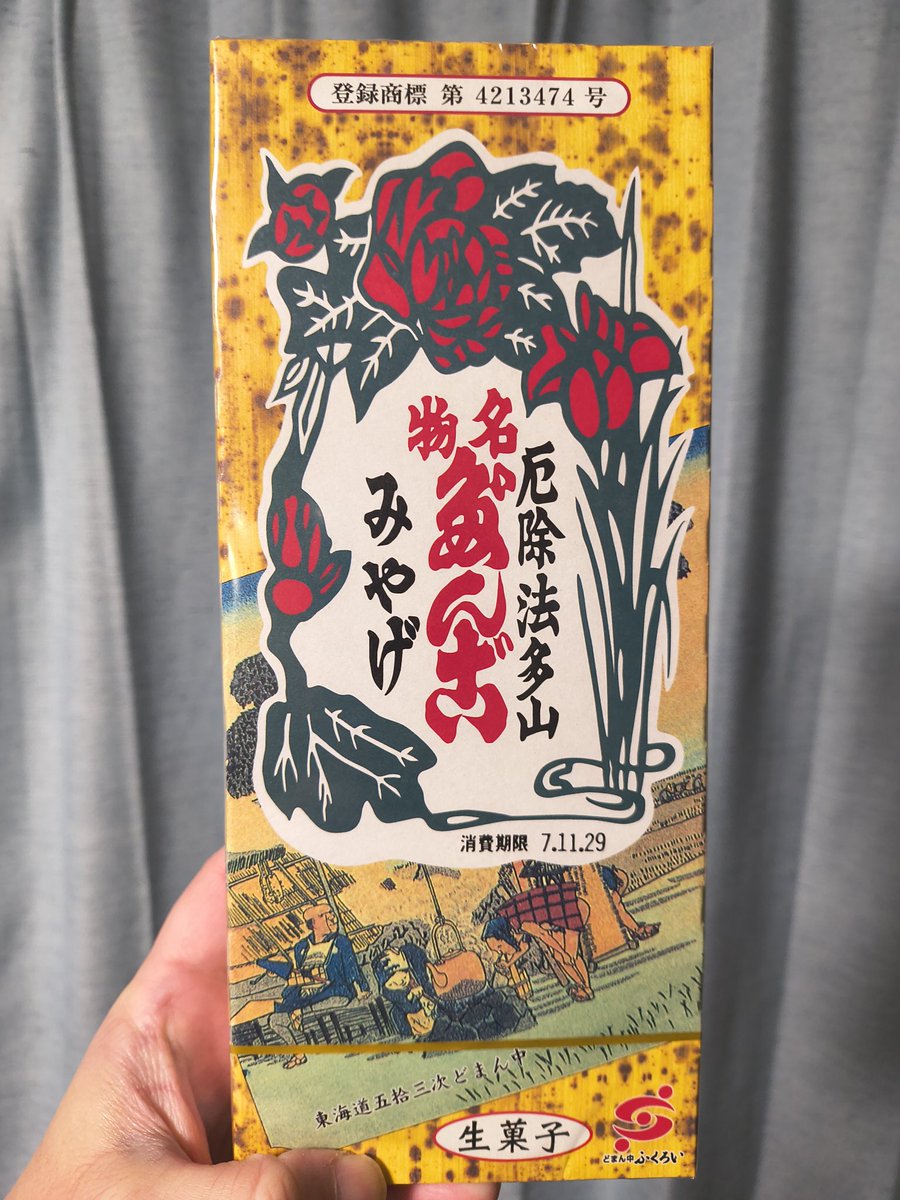 登録商標 第 4213474 号
厄除法多山
名物
だんご
みやげ
消費期限 7.11.29
東海道五拾三次どまん中
生菓子
どまん中ふくろい